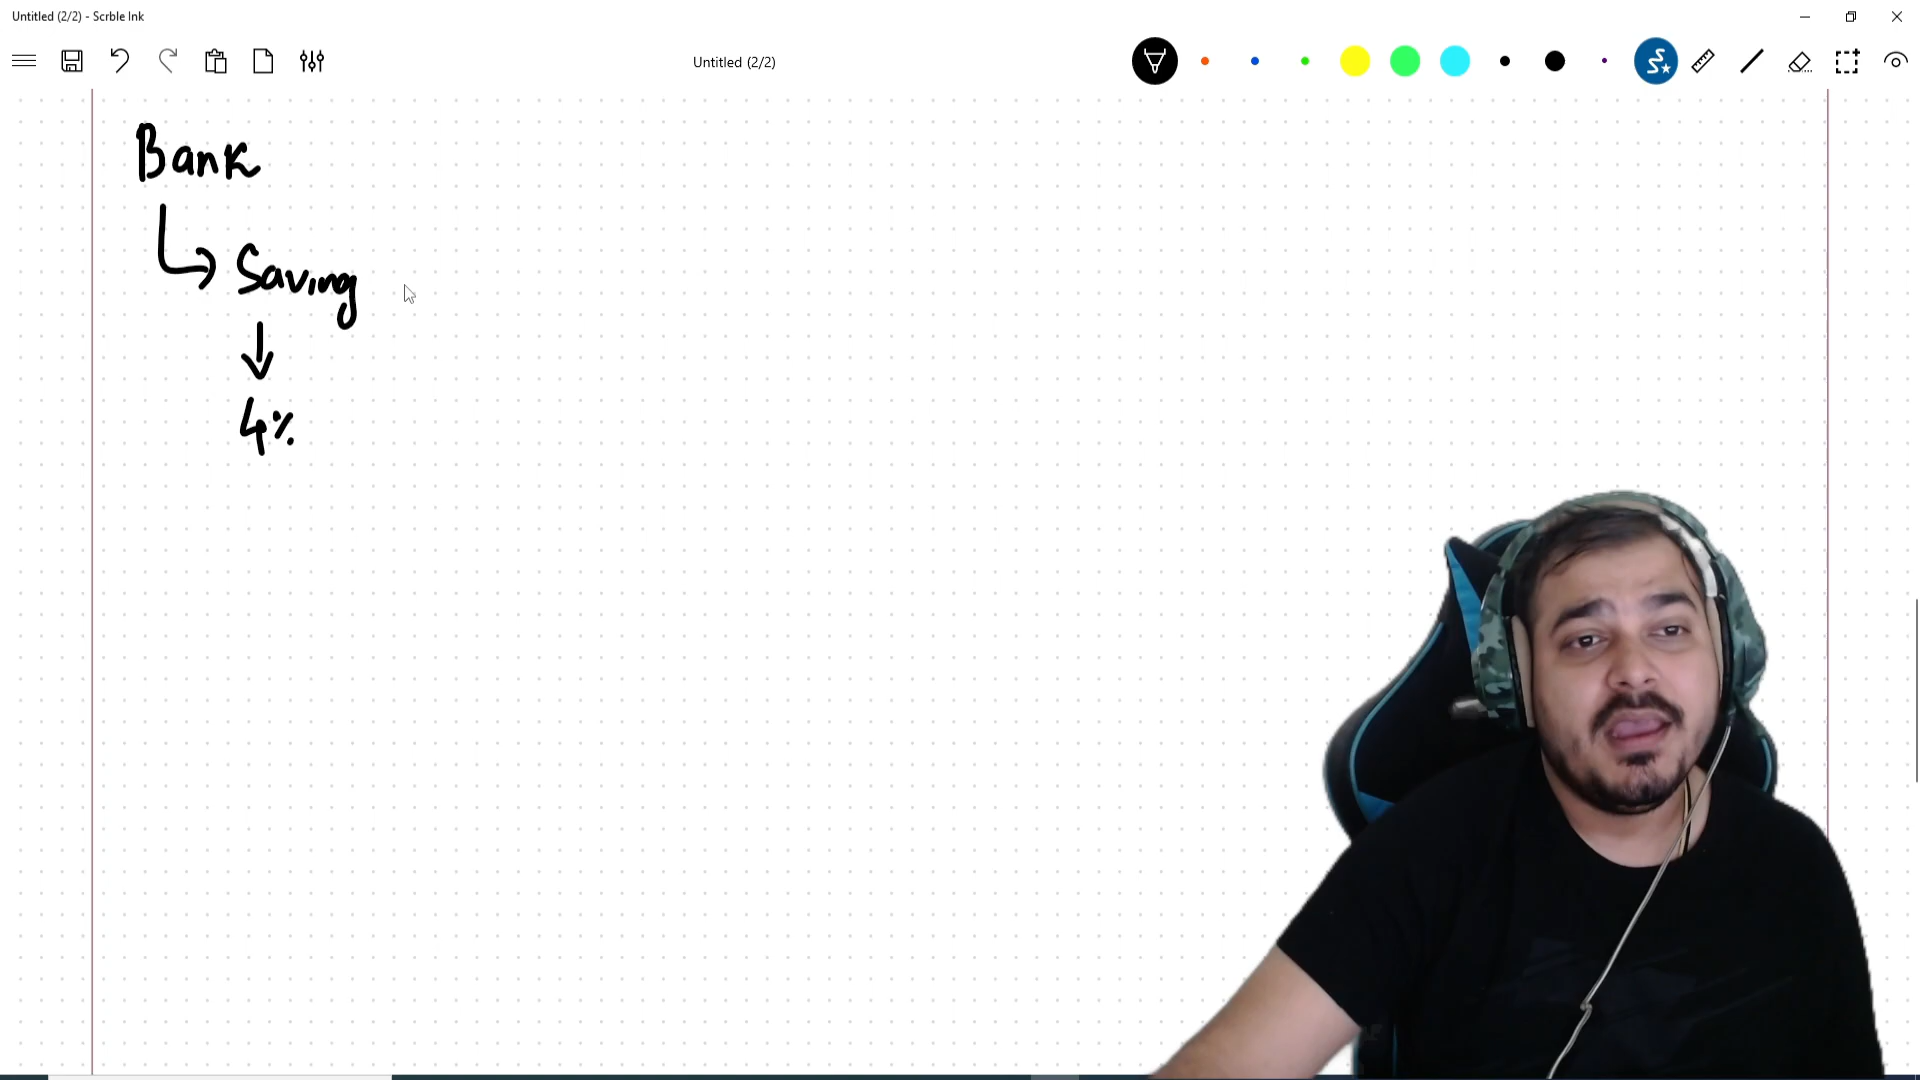 Untitled (2/2) - Scrble Ink
Untitled (2/2)
Bank
Saving
4%